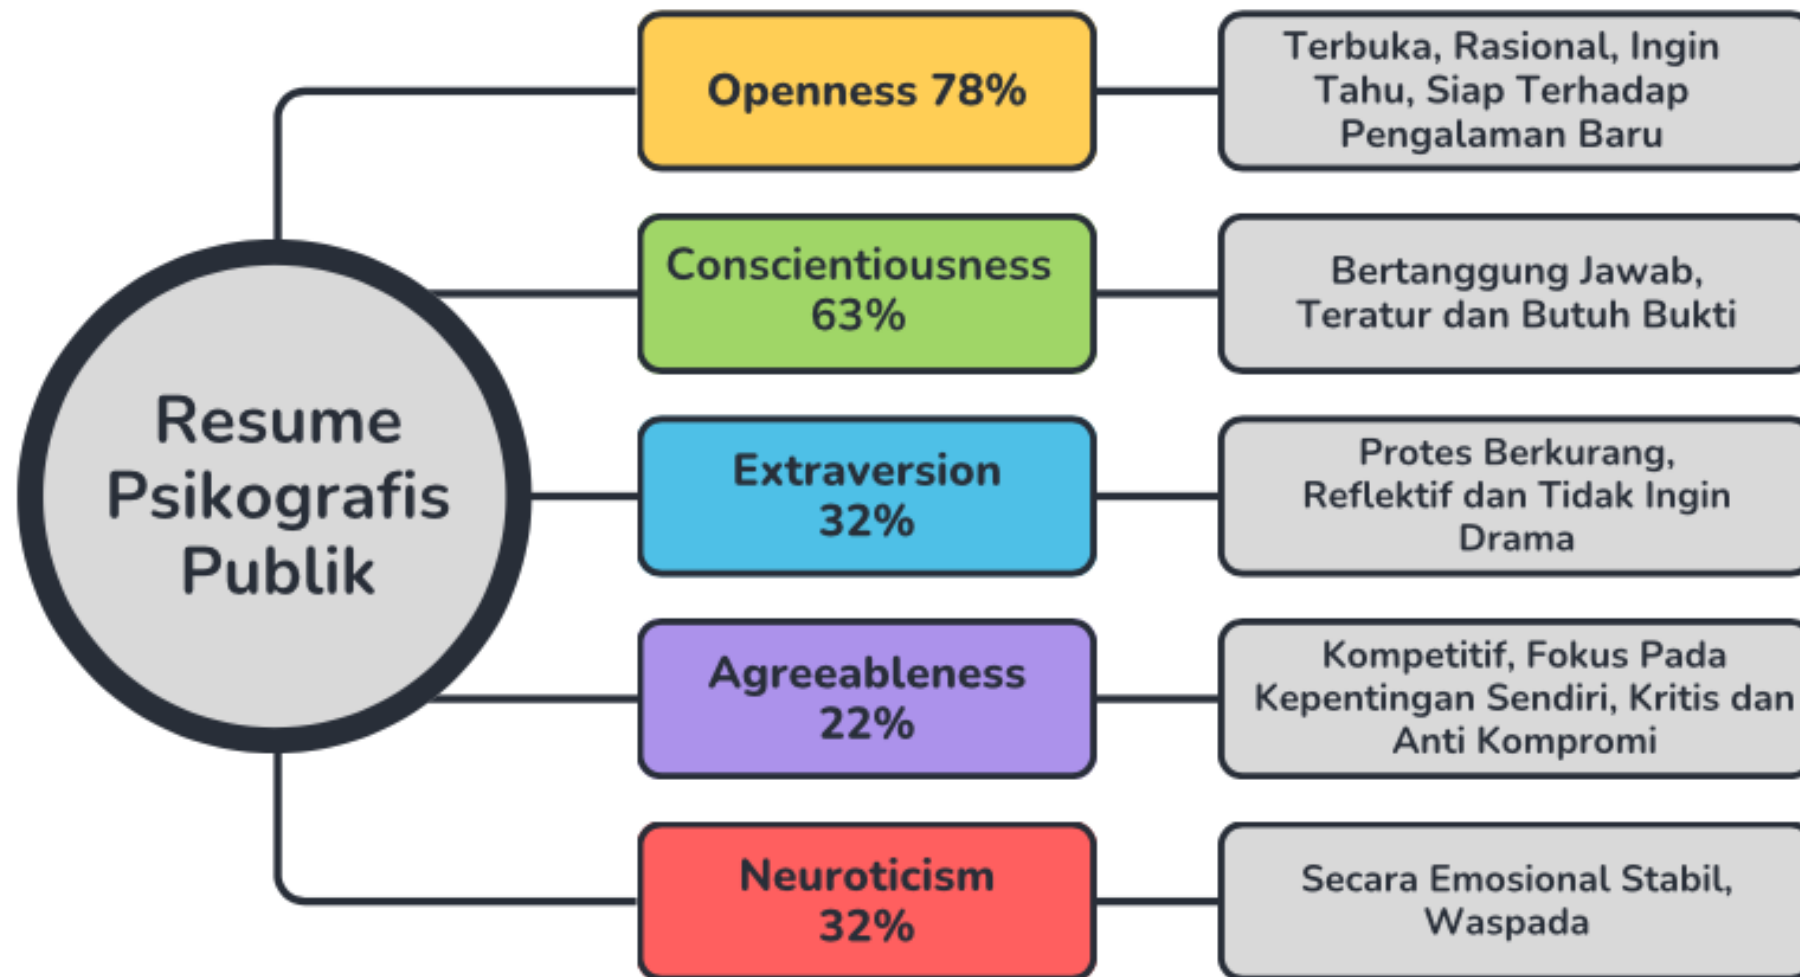 Resume
Psikografis
Publik
Openness 78%
Terbuka, Rasional, Ingin
Tahu, Siap Terhadap
Pengalaman Baru
Conscientiousness
63%
Bertanggung Jawab,
Teratur dan Butuh Bukti
Extraversion
32%
Protes Berkurang,
Reflektif dan Tidak Ingin
Drama
Agreeableness
22%
Kompetitif, Fokus Pada
Kepentingan Sendiri, Kritis dan
Anti Kompromi
Neuroticism
32%
Secara Emosional Stabil,
Waspada